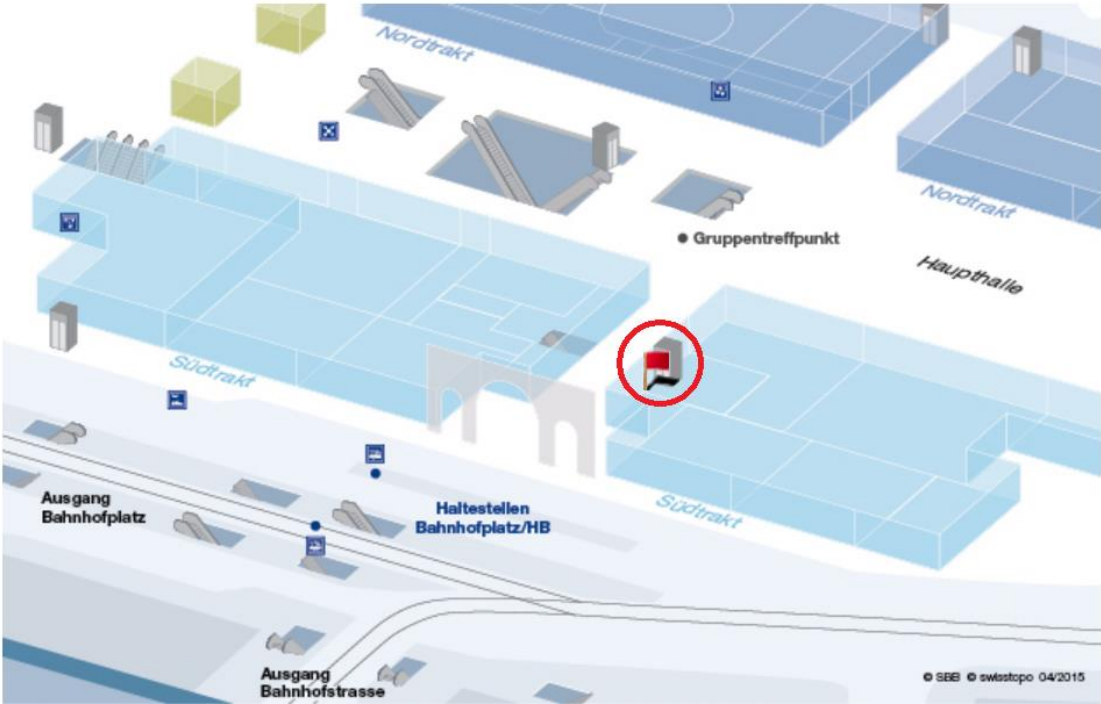 Nordtrakt
Nordtrakt
Gruppentreffpunkt
Haupthalle
Südtrakt
Südtrakt
Ausgang
Bahnhofplatz
Haltestellen
Bahnhofplatz/HB
Ausgang
Bahnhofstrasse
© SBB © swisstopo 04/2015